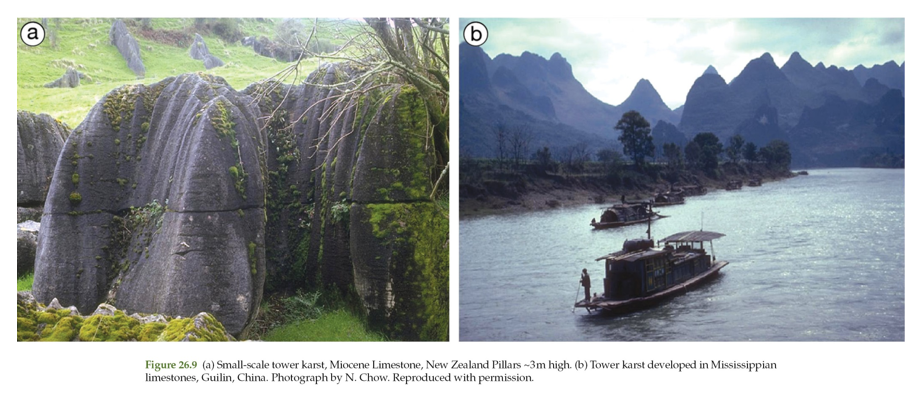 a
b
Figure 26.9 (a) Small-scale tower karst, Miocene Limestone, New Zealand Pillars ~3m high. (b) Tower karst developed in Mississippian
limestones, Guilin, China. Photograph by N. Chow. Reproduced with permission.